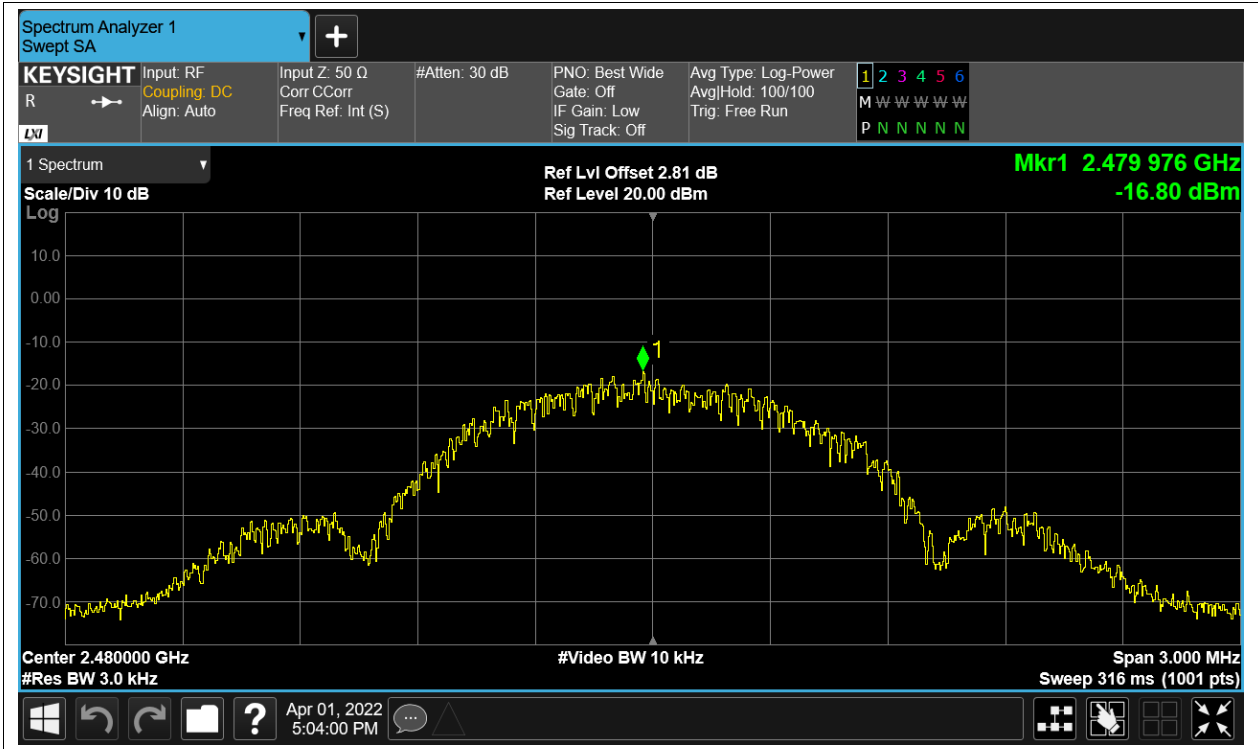 Spectrum Analyzer 1
Swept SA
KEYSIGHT
R
LXI
Input: RF
Coupling: DC
Align: Auto
Input Z: 50 Ω
Corr CCorr
Freq Ref: Int (S)
#Atten: 30 dB
PNO: Best Wide
Gate: Off
IF Gain: Low
Sig Track: Off
Avg Type: Log-Power
Avg|Hold: 100/100
Trig: Free Run
1 2 3 4 5 6
M W W W W W
P N N N N N
1 Spectrum
Scale/Div 10 dB
Log
Ref Lvl Offset 2.81 dB
Ref Level 20.00 dBm
Mkr1 2.479 976 GHz
-16.80 dBm
10.0
0.00
-10.0
1
-20.0
-30.0
-40.0
-50.0
-60.0
-70.0
Center 2.480000 GHz
#Video BW 10 kHz
Span 3.000 MHz
#Res BW 3.0 kHz
Sweep 316 ms (1001 pts)
?
Apr 01, 2022
5:04:00 PM